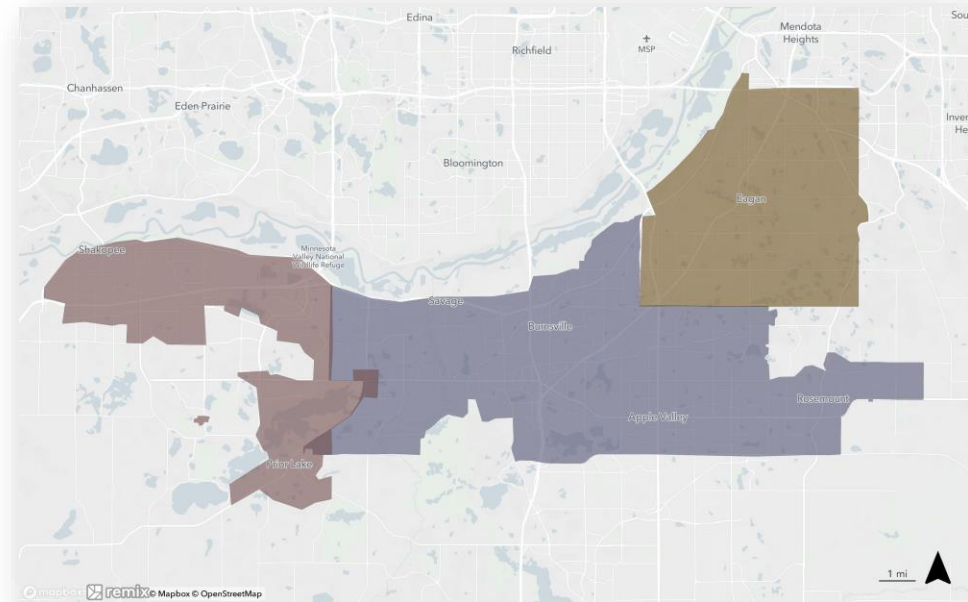 Edina
Sou
Mendota
Heights
Richfield
MSP
Chanhassen
Eden Prairie
Inver
He
Bloomington
Eagan
Shakopee
Minnesota
Valley National
Wildlife Refuge
Savage
Burnsville
Rosemount
Apple Valley
Prior Lake
1 mi
mapbox remix © Mapbox © OpenStreetMap